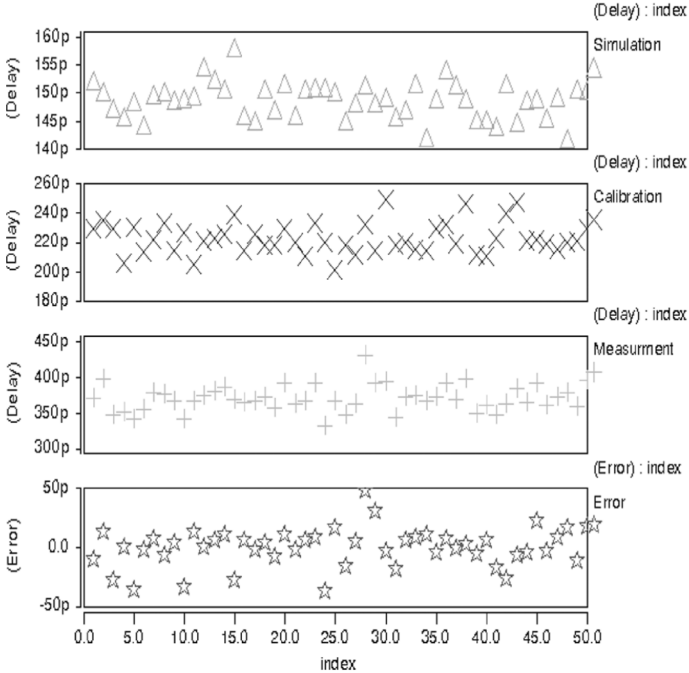 (Delay) : index
160p
Simulation
155p
150p
145p
140p
(Delay)
(Delay) : index
260p
Calibration
240p
220p
200p
180p
(Delay)
(Delay) : index
450p
Measurment
400p
350p
300p
(Delay)
(Error) : index
50p
Error
0.0
-50p
(Error)
0.0 5.0 10.0 15.0 20.0 25.0 30.0 35.0 40.0 45.0 50.0
index